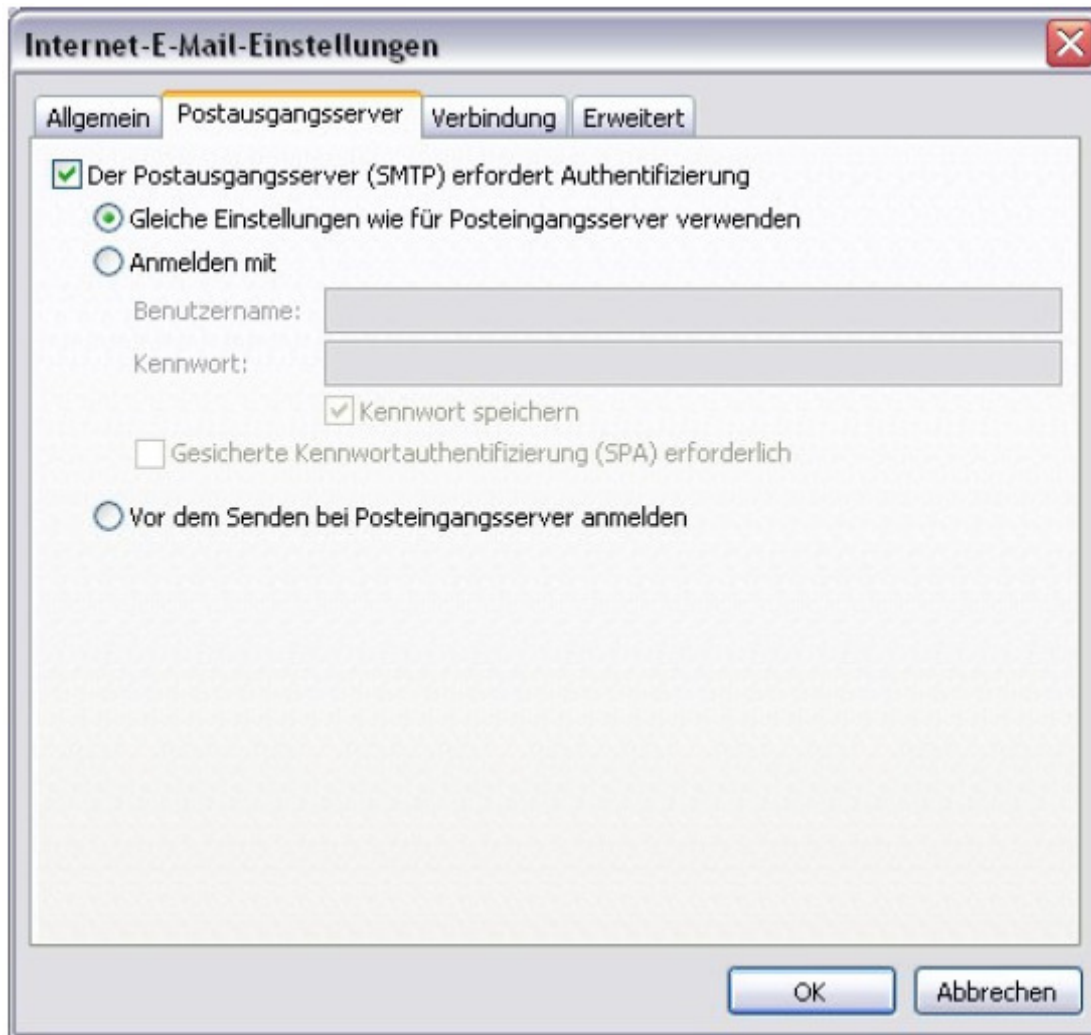 Internet-E-Mail-Einstellungen
Allgemein Postausgangsserver Verbindung Erweitert
Der Postausgangsserver (SMTP) erfordert Authentifizierung
Gleiche Einstellungen wie für Posteingangsserver verwenden
Anmelden mit
Benutzername:
Kennwort:
Kennwort speichern
Gesicherte Kennwortauthentifizierung (SPA) erforderlich
Vor dem Senden bei Posteingangsserver anmelden
OK Abbrechen